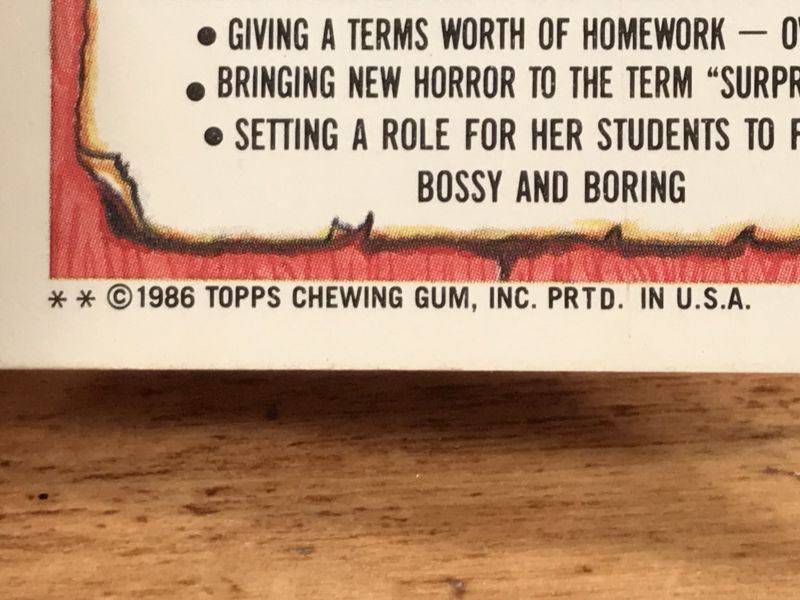 ● GIVING A TERMS WORTH OF HOMEWORK —
● BRINGING NEW HORROR TO THE TERM
● SETTING A ROLE FOR HER STUDENTS TO
BOSSY AND BORING
** ©1986 TOPPS CHEWING GUM, INC. PRTD. IN U.S.A.